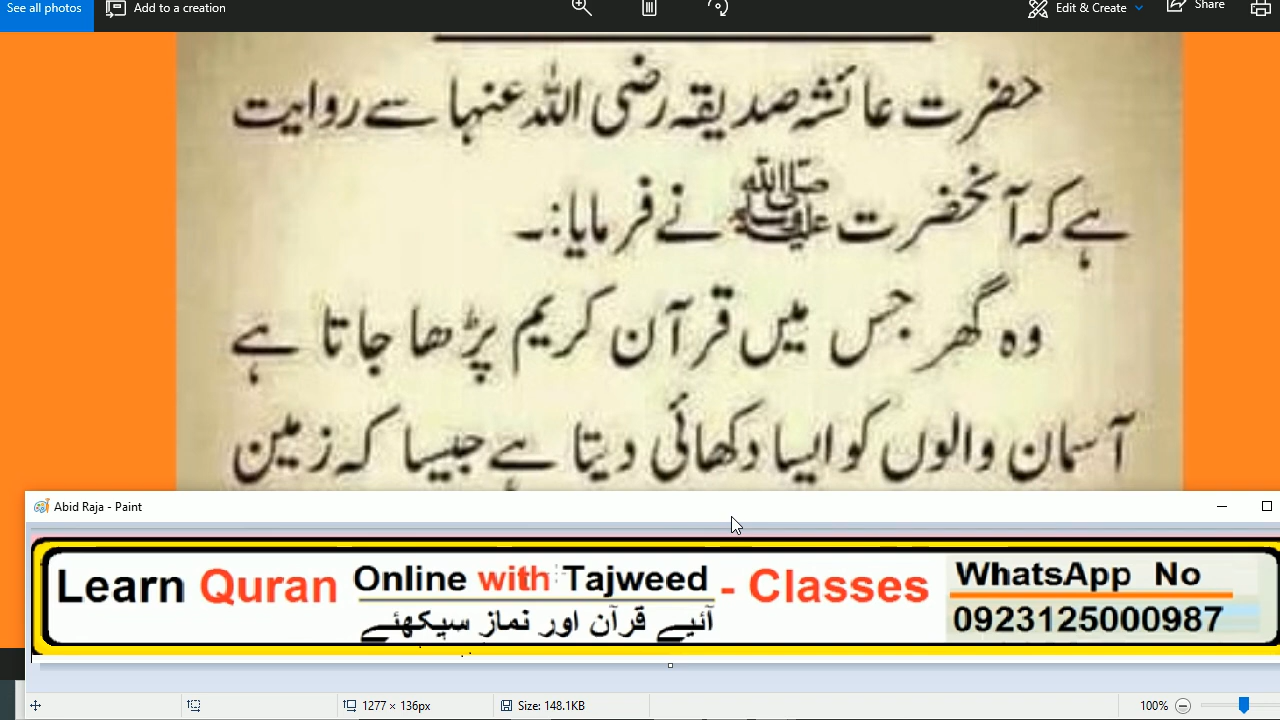 See all photos
Add to a creation
Edit & Create
Share
حضرت عائشہ صدیقہ رضی اللہ عنہا سے روایت
ہے کہ آنحضرت ﷺ نے فرمایا:۔
وہ گھر جس میں قرآن کریم پڑھا جاتا ہے
آسمان والوں کو ایسا دکھائی دیتا ہے جیسا کہ زمین
Abid Raja - Paint
Learn Quran Online with Tajweed - Classes
آئیے قرآن اور نماز سیکھئے
WhatsApp No
0923125000987
1277 × 136px
Size: 148.1KB
100%